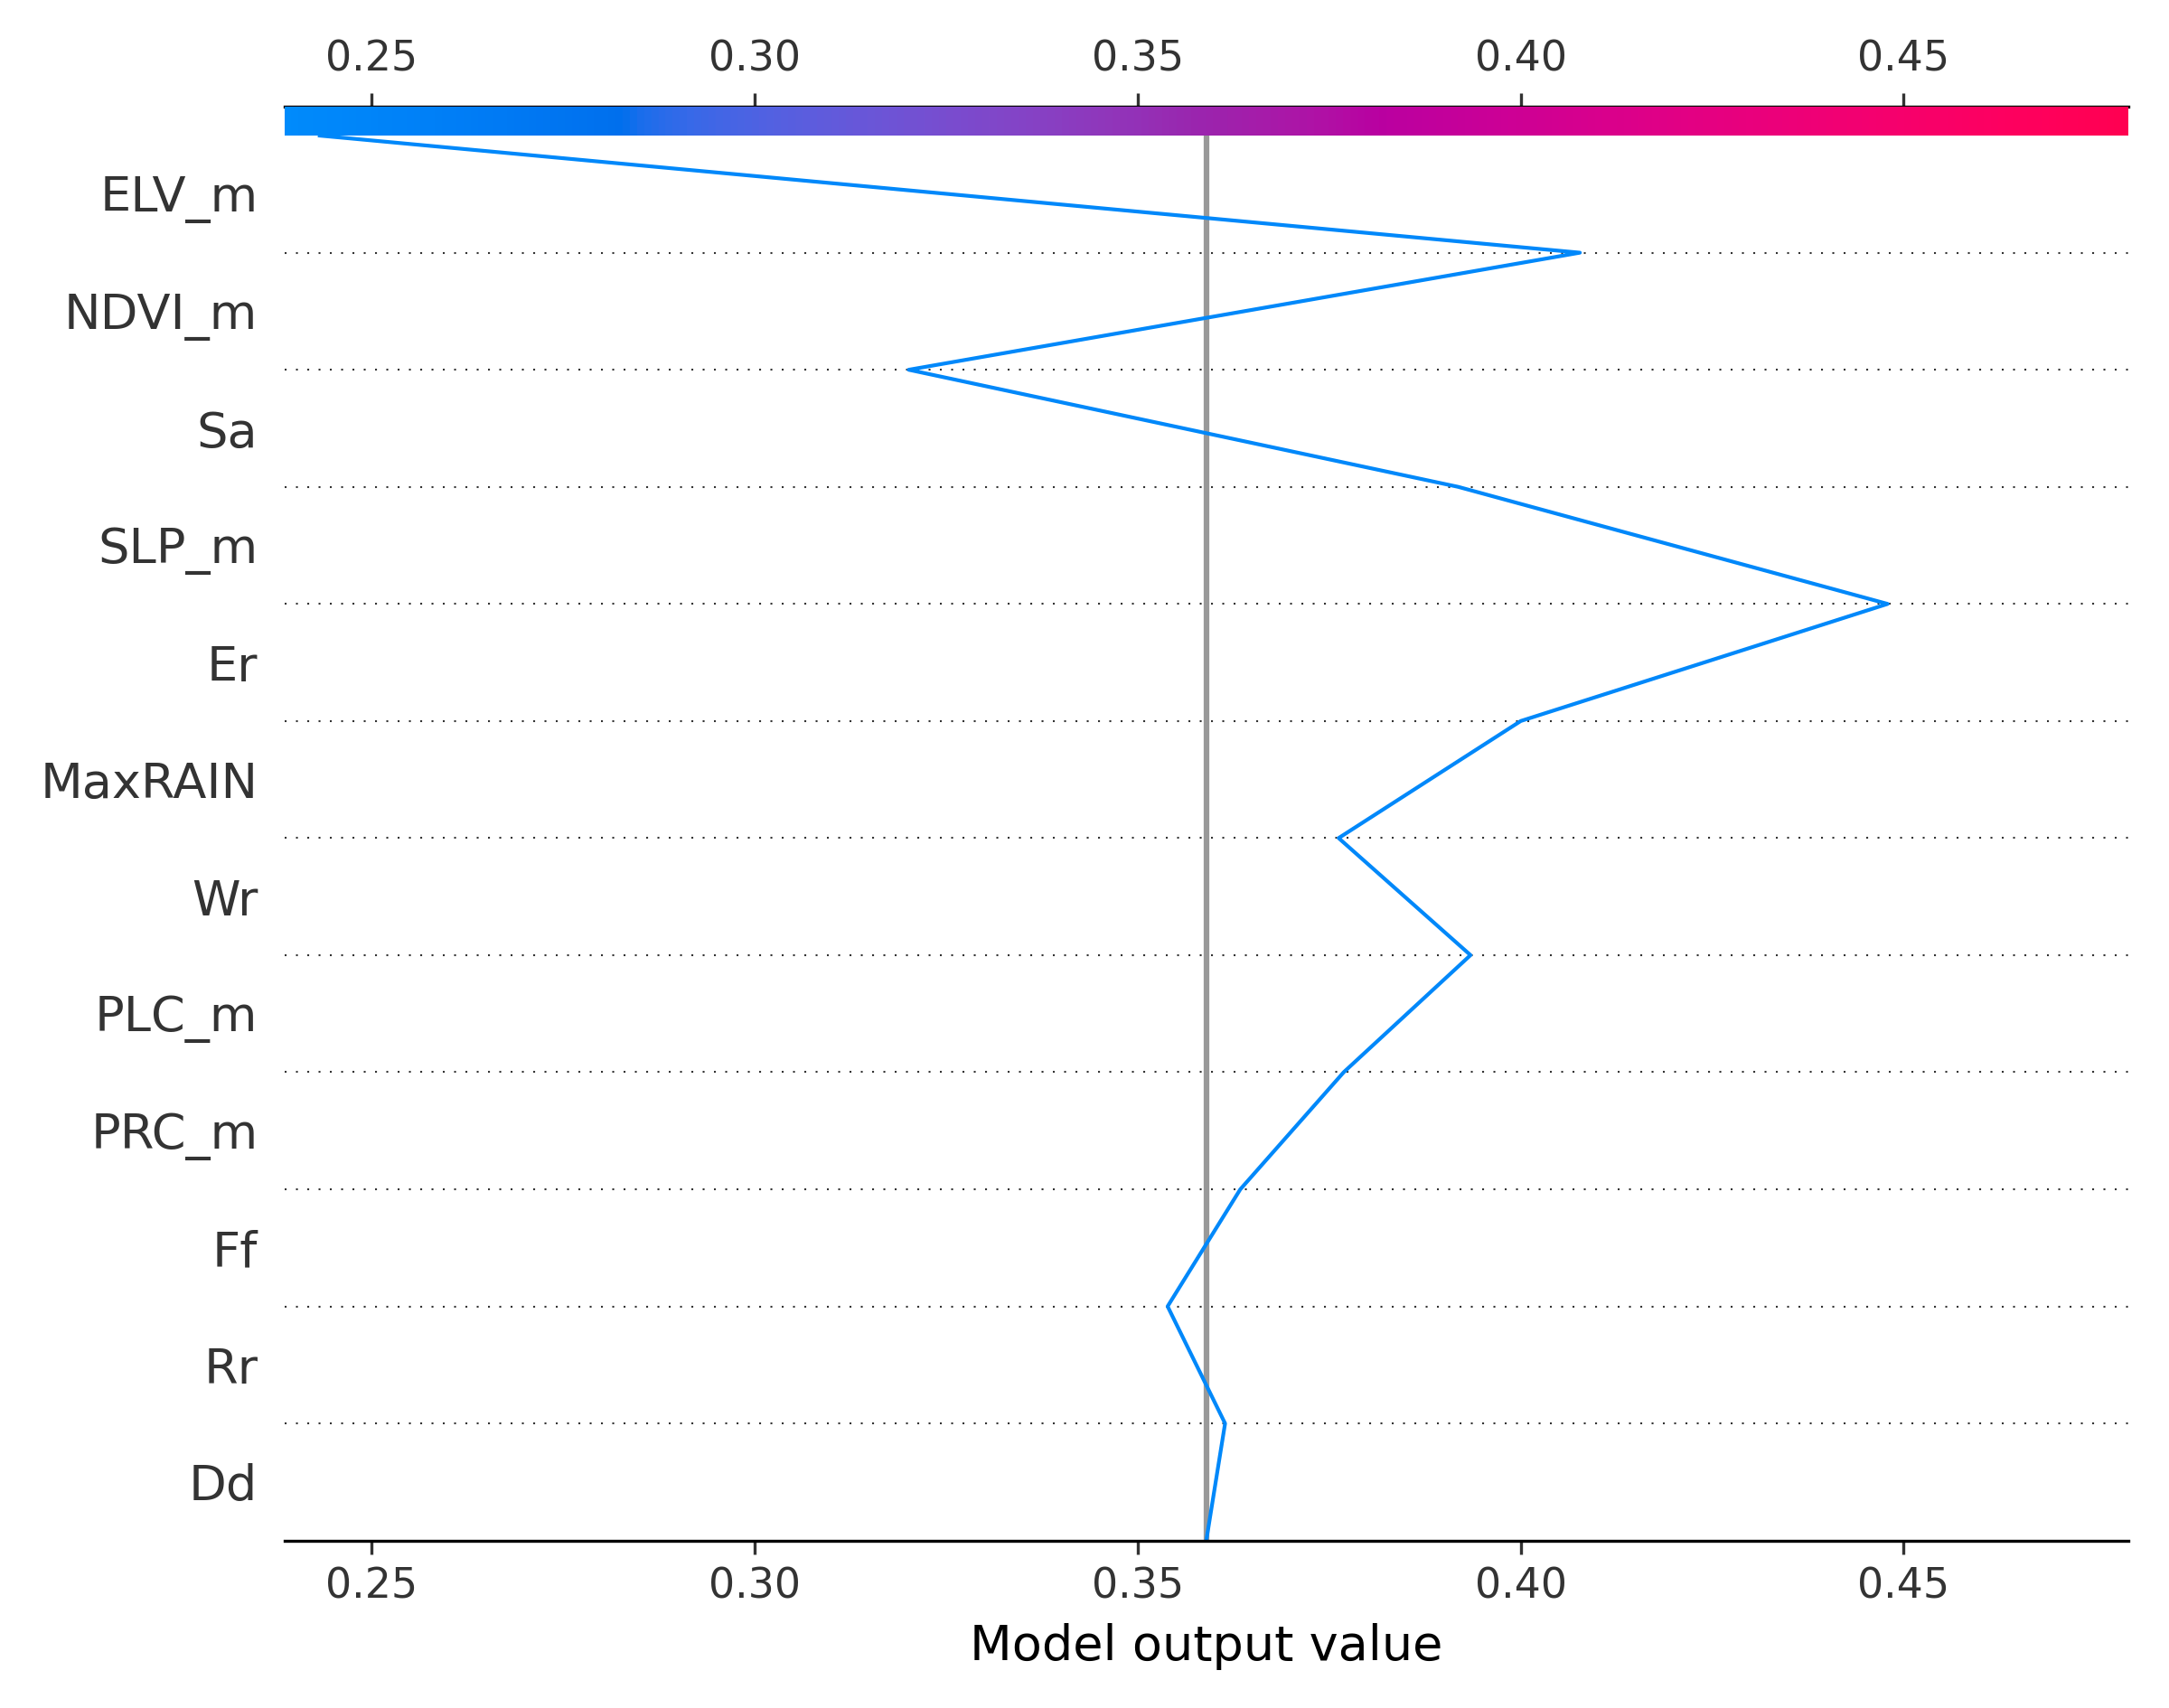 0.25 0.30 0.35 0.40 0.45
ELV_m
NDVI_m
Sa
SLP_m
Er
MaxRAIN
Wr
PLC_m
PRC_m
Ff
Rr
Dd
0.25 0.30 0.35 0.40 0.45
Model output value